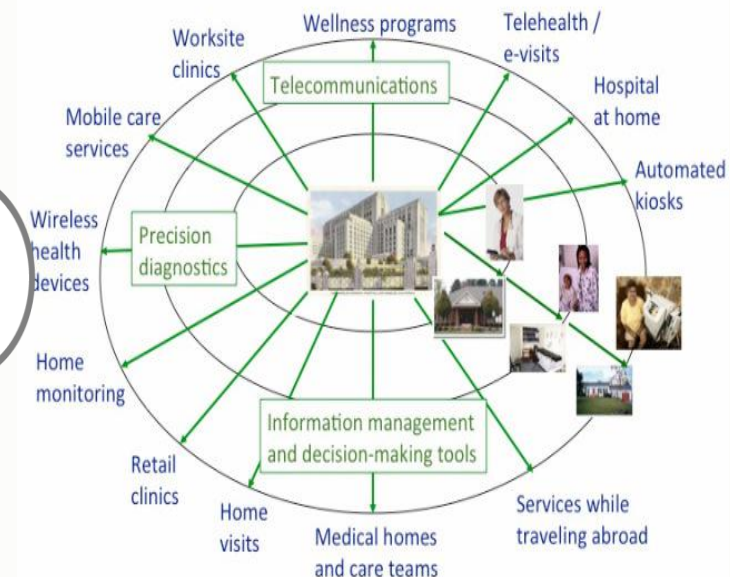 Wellness programs
Telehealth /
e-visits
Worksite
clinics
Telecommunications
Hospital
at home
Mobile care
services
Automated
kiosks
Wireless
health
devices
Precision
diagnostics
Home
monitoring
Information management
and decision-making tools
Retail
clinics
Home
visits
Medical homes
and care teams
Services while
traveling abroad